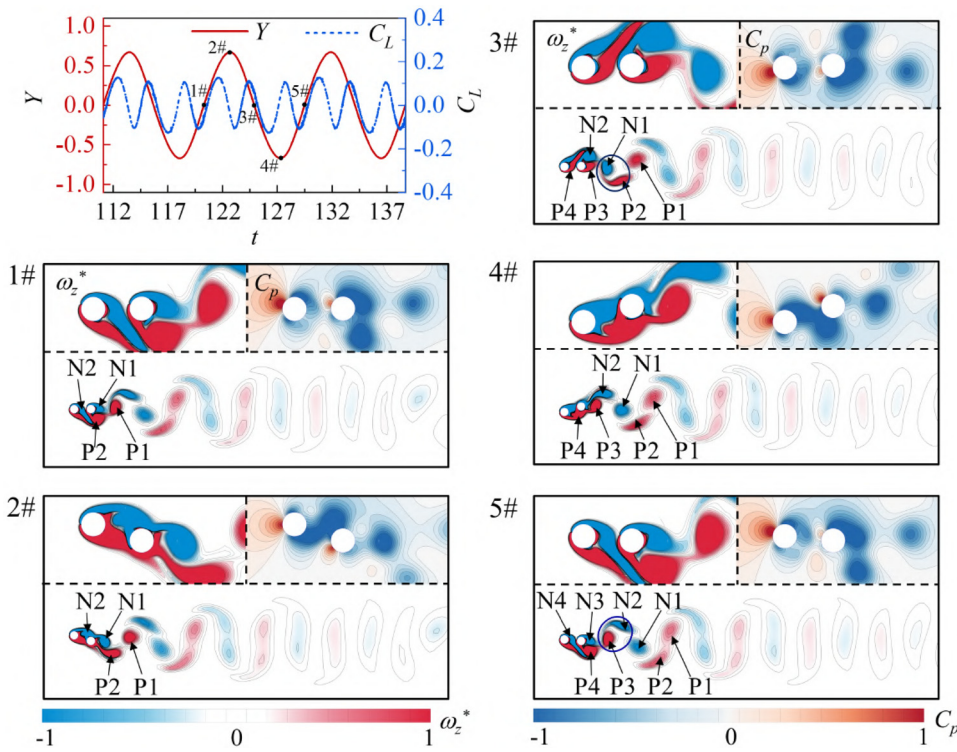 Y C_L
1.0 0.5 0.0 -0.5 -1.0
Y
0.4 0.2 0.0 -0.2 -0.4
C_L
2#
1#
5#
3#
4#
112 117 122 127 132 137
t
1#
ω_z* C_p
N2 N1
P2 P1
2#
N2 N1
P2 P1
-1 0 1 ω_z*
3#
ω_z* C_p
N2 N1
P4 P3 P2 P1
4#
N2 N1
P4 P3 P2 P1
5#
N4 N3 N2 N1
P4 P3 P2 P1
-1 0 1 C_p